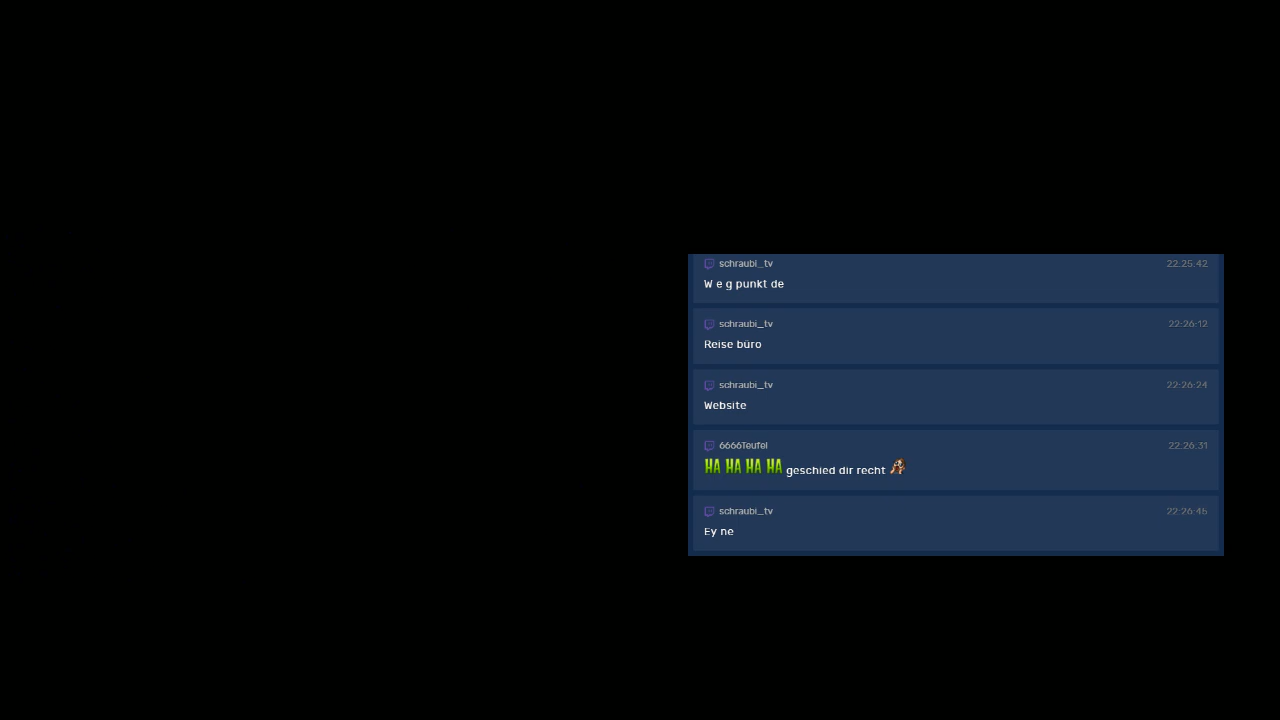 schraubi_tv 22:25:42
W e g punkt de
schraubi_tv 22:26:12
Reise büro
schraubi_tv 22:26:24
Website
6666Teufel 22:26:31
HA HA HA HA geschied dir recht
schraubi_tv 22:26:45
Ey ne